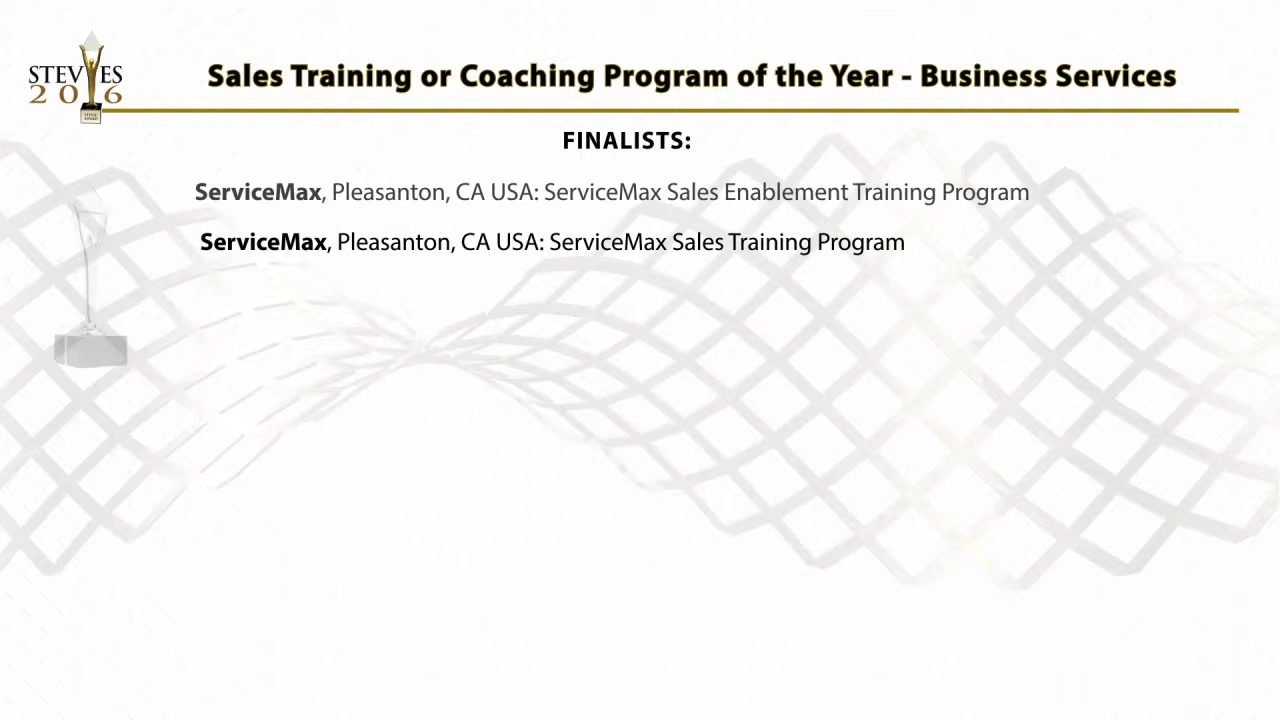 STEVIES
2016
Sales Training or Coaching Program of the Year - Business Services
FINALISTS:
ServiceMax, Pleasanton, CA USA: ServiceMax Sales Enablement Training Program
ServiceMax, Pleasanton, CA USA: ServiceMax Sales Training Program